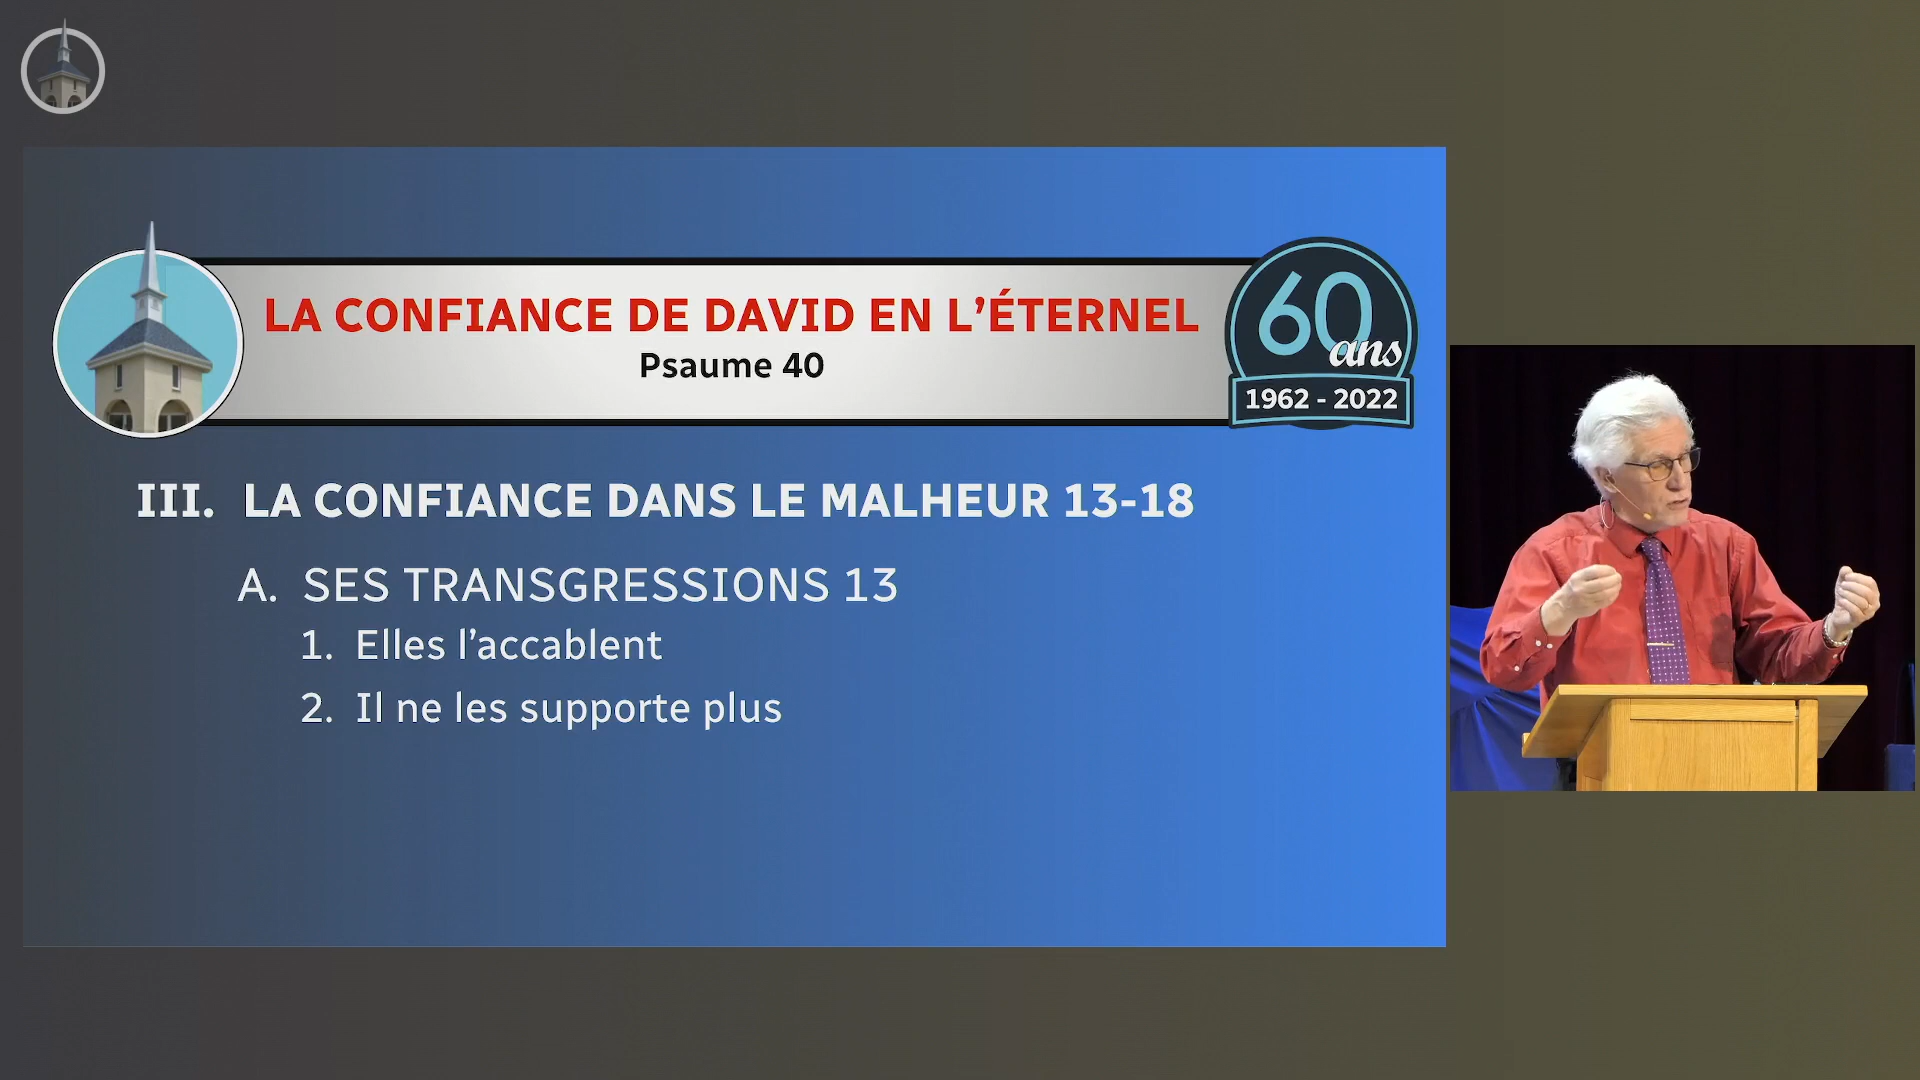 LA CONFIANCE DE DAVID EN L’ÉTERNEL
Psaume 40
60
ans
1962 - 2022
III. LA CONFIANCE DANS LE MALHEUR 13-18
A. SES TRANSGRESSIONS 13
1. Elles l’accablent
2. Il ne les supporte plus